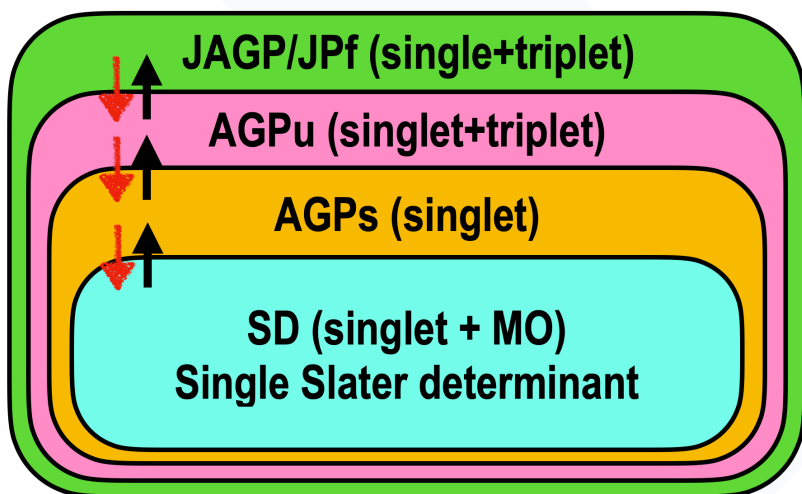 JAGP/JPf (single+triplet)
AGPu (singlet+triplet)
AGPs (singlet)
SD (singlet + MO)
Single Slater determinant